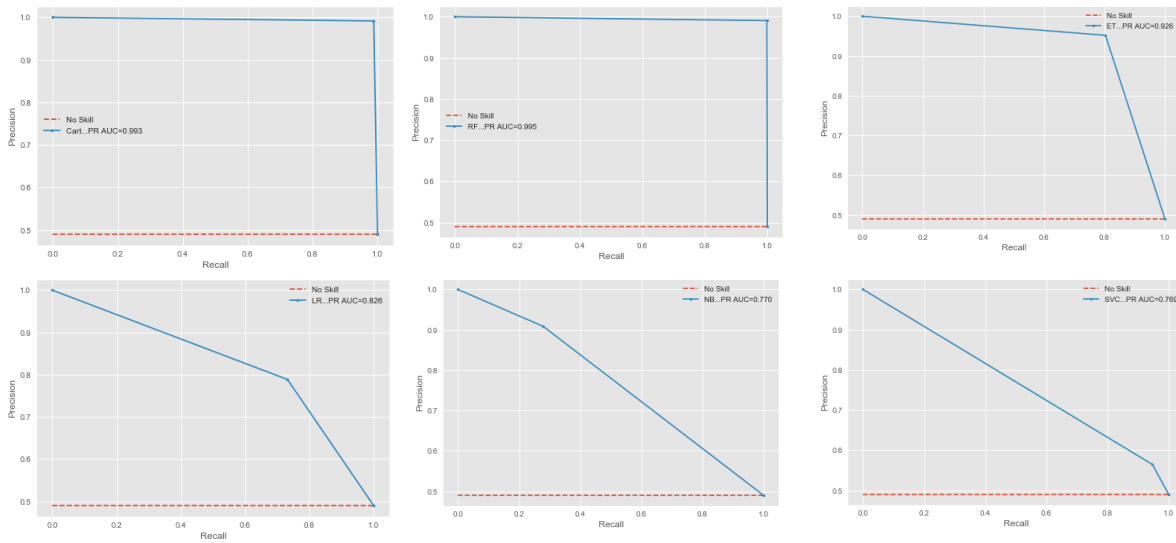 1.0
0.9
0.8
0.7
0.6
0.5
Precision
No Skill
Cart...PR AUC=0.993
0.0 0.2 0.4 0.6 0.8 1.0
Recall
1.0
0.9
0.8
0.7
0.6
0.5
Precision
No Skill
RF...PR AUC=0.995
0.0 0.2 0.4 0.6 0.8 1.0
Recall
1.0
0.9
0.8
0.7
0.6
0.5
Precision
No Skill
ET...PR AUC=0.926
0.0 0.2 0.4 0.6 0.8 1.0
Recall
1.0
0.9
0.8
0.7
0.6
0.5
Precision
No Skill
LR...PR AUC=0.826
0.0 0.2 0.4 0.6 0.8 1.0
Recall
1.0
0.9
0.8
0.7
0.6
0.5
Precision
No Skill
NB...PR AUC=0.770
0.0 0.2 0.4 0.6 0.8 1.0
Recall
1.0
0.9
0.8
0.7
0.6
0.5
Precision
No Skill
SVC...PR AUC=0.769
0.0 0.2 0.4 0.6 0.8 1.0
Recall